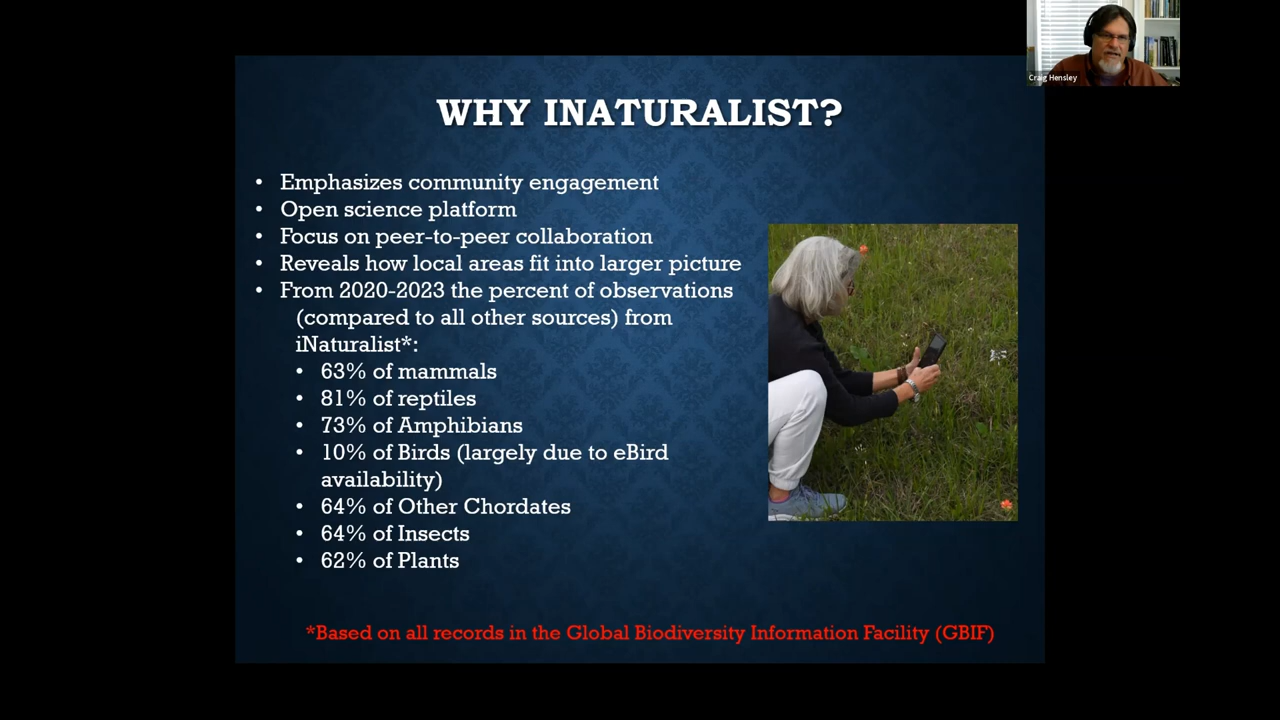 Craig Hensley
WHY INATURALIST?
• Emphasizes community engagement
• Open science platform
• Focus on peer-to-peer collaboration
• Reveals how local areas fit into larger picture
• From 2020-2023 the percent of observations
(compared to all other sources) from
iNaturalist*:
• 63% of mammals
• 81% of reptiles
• 73% of Amphibians
• 10% of Birds (largely due to eBird
availability)
• 64% of Other Chordates
• 64% of Insects
• 62% of Plants
*Based on all records in the Global Biodiversity Information Facility (GBIF)